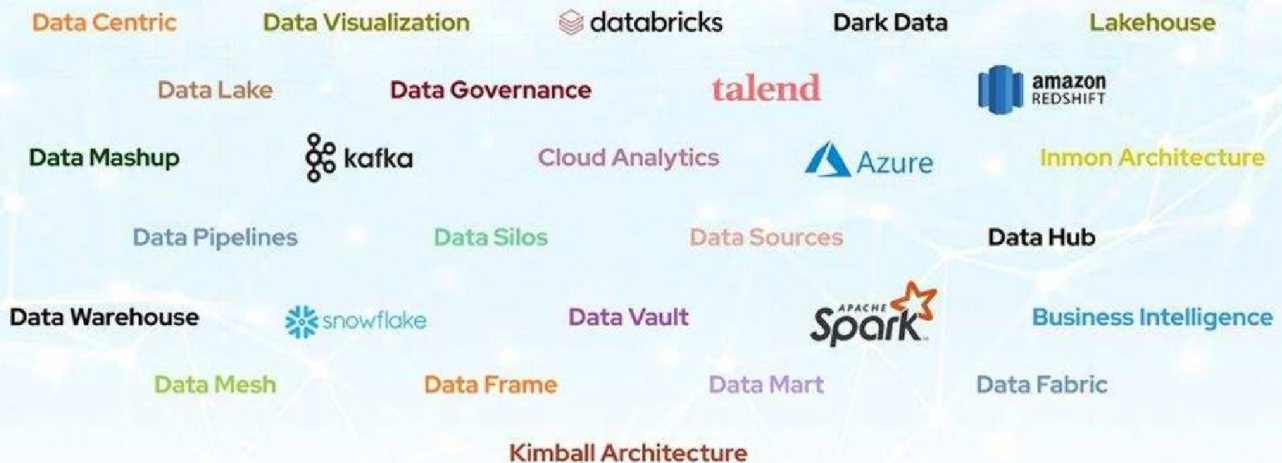 Data Centric Data Visualization databricks Dark Data Lakehouse
Data Lake Data Governance talend amazon
REDSHIFT
Data Mashup kafka Cloud Analytics Azure Inmon Architecture
Data Pipelines Data Silos Data Sources Data Hub
Data Warehouse snowflake Data Vault APACHE
Spark™ Business Intelligence
Data Mesh Data Frame Data Mart Data Fabric
Kimball Architecture